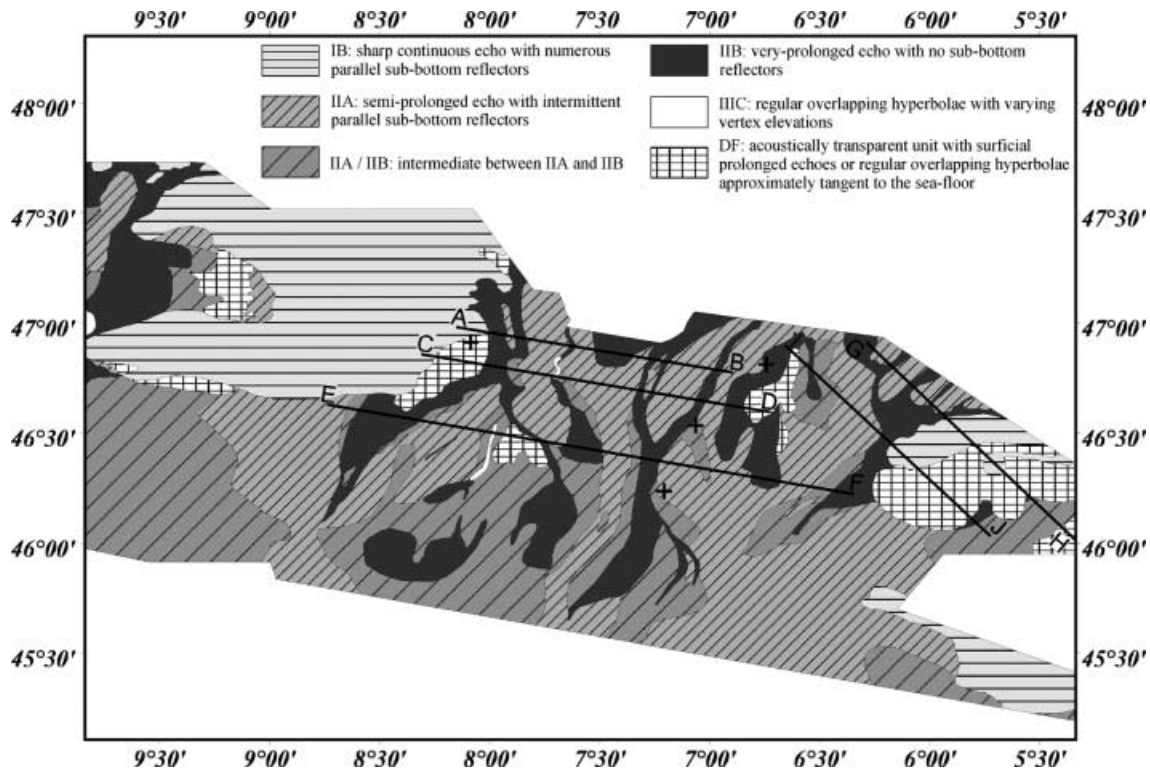 9°30' 9°00' 8°30' 8°00' 7°30' 7°00' 6°30' 6°00' 5°30'
IB: sharp continuous echo with numerous
parallel sub-bottom reflectors
IIA: semi-prolonged echo with intermittent
parallel sub-bottom reflectors
IIA / IIB: intermediate between IIA and IIB
IIB: very-prolonged echo with no sub-bottom
reflectors
IIIC: regular overlapping hyperbolae with varying
vertex elevations
DF: acoustically transparent unit with surficial
prolonged echoes or regular overlapping hyperbolae
approximately tangent to the sea-floor
48°00' 48°00'
47°30' 47°30'
47°00' 47°00'
46°30' 46°30'
46°00' 46°00'
45°30' 45°30'
A
B
C
D
E
F
G
H
J
9°30' 9°00' 8°30' 8°00' 7°30' 7°00' 6°30' 6°00' 5°30'